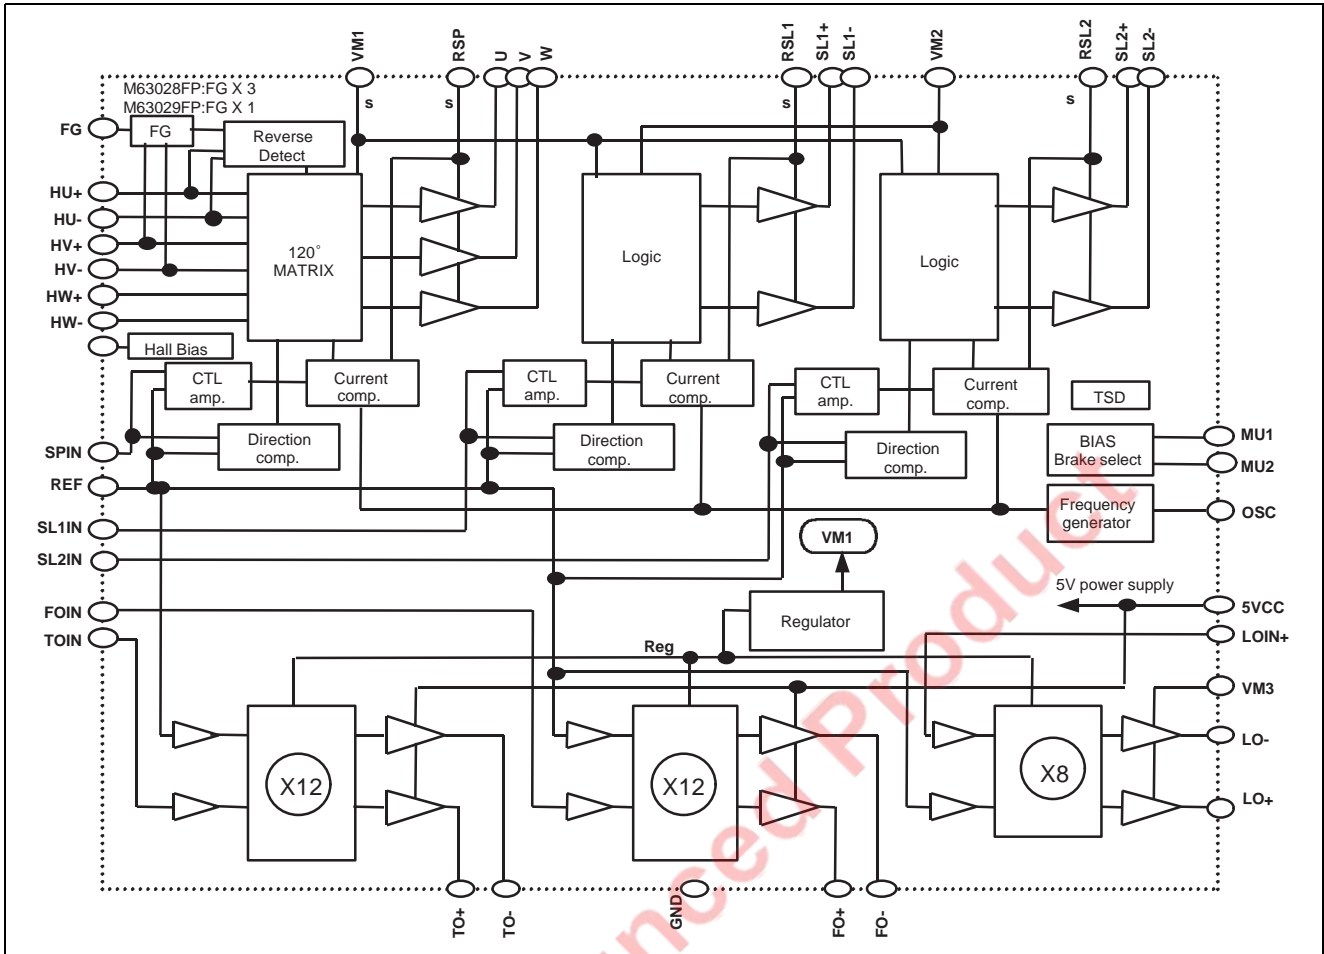 VM1
RSP
U
V
W
RSL1
SL1+
SL1-
VM2
RSL2
SL2+
SL2-
M63028FP:FG X 3
M63029FP:FG X 1
s
s
s
s
FG
FG
Reverse
Detect
HU+
HU-
HV+
HV-
HW+
HW-
120°
MATRIX
Logic
Logic
Hall Bias
CTL
amp.
Current
comp.
CTL
amp.
Current
comp.
CTL
amp.
Current
comp.
TSD
Direction
comp.
Direction
comp.
Direction
comp.
BIAS
Brake select
MU1
MU2
SPIN
REF
SL1IN
SL2IN
Frequency
generator
OSC
VM1
5V power supply
5VCC
FOIN
TOIN
Regulator
LOIN+
Reg
VM3
X12
X12
X8
LO-
LO+
TO+
TO-
GND
FO+
FO-
unced Product